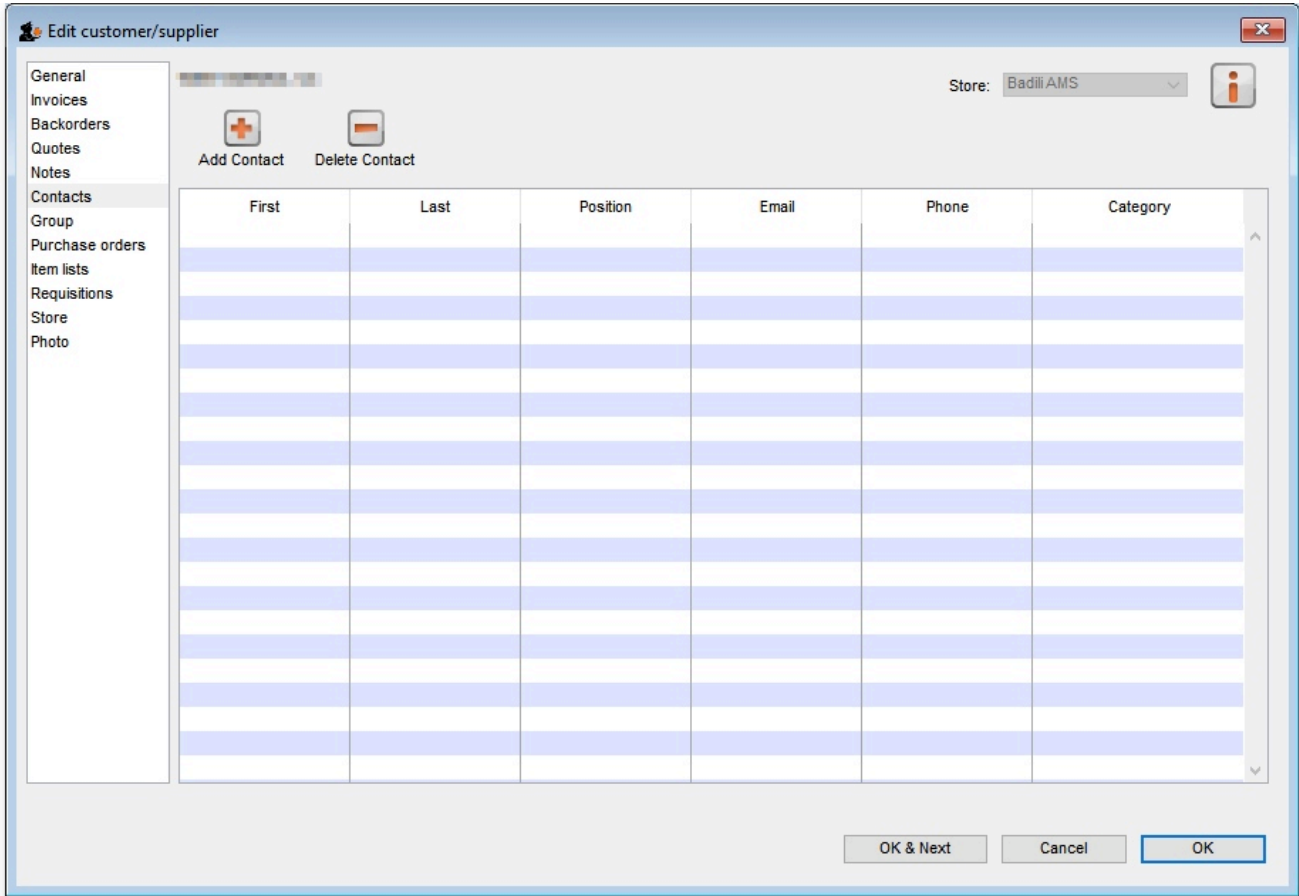 Edit customer/supplier
General
Invoices
Backorders
Quotes
Notes
Contacts
Group
Purchase orders
Item lists
Requisitions
Store
Photo
Store: Badili AMS
Add Contact Delete Contact
First Last Position Email Phone Category
OK & Next Cancel OK